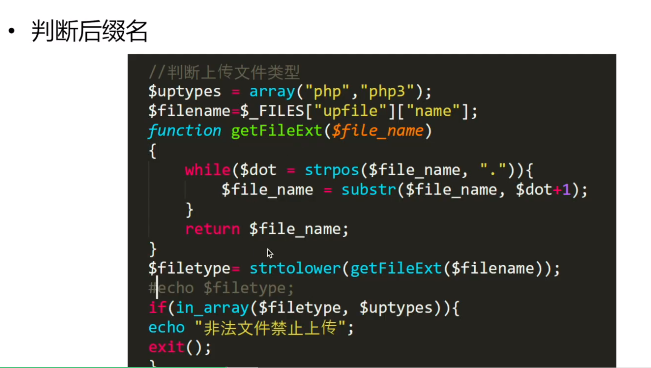 • 判断后缀名
//判断上传文件类型
$uptypes = array("php","php3");
$filename=$_FILES["upfile"]["name"];
function getFileExt($file_name)
{
    while($dot = strpos($file_name, ".")){
        $file_name = substr($file_name, $dot+1);
    }
    return $file_name;
}
$filetype= strtolower(getFileExt($filename));
#echo $filetype;
if(in_array($filetype, $uptypes)){
echo "非法文件禁止上传";
exit();
}